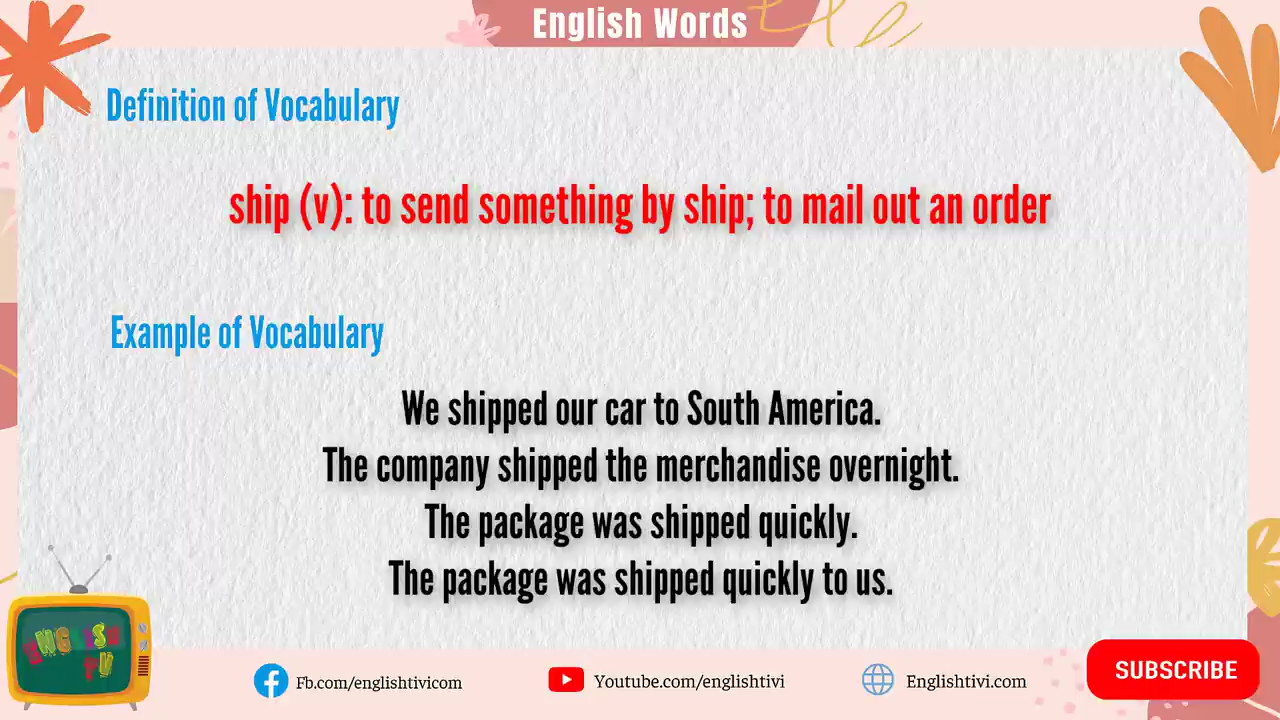 English Words
Definition of Vocabulary
ship (v): to send something by ship; to mail out an order
Example of Vocabulary
We shipped our car to South America.
The company shipped the merchandise overnight.
The package was shipped quickly.
The package was shipped quickly to us.
ENGLISH
TV
Fb.com/englishtivicom
Youtube.com/englishtivi
Englishtivi.com
SUBSCRIBE